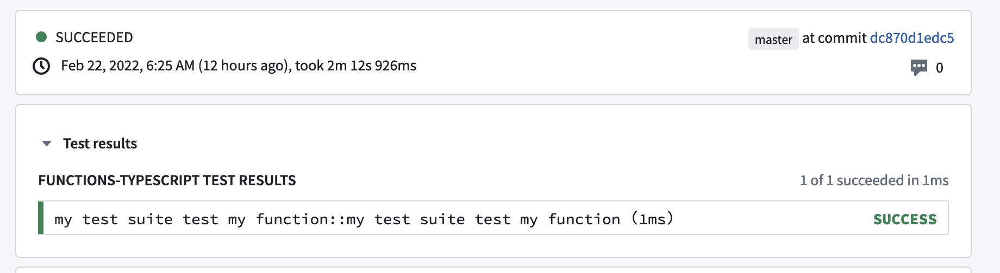 SUCCEEDED
master at commit dc870d1edc5
Feb 22, 2022, 6:25 AM (12 hours ago), took 2m 12s 926ms
0
Test results
FUNCTIONS-TYPESCRIPT TEST RESULTS
1 of 1 succeeded in 1ms
my test suite test my function::my test suite test my function (1ms)
SUCCESS